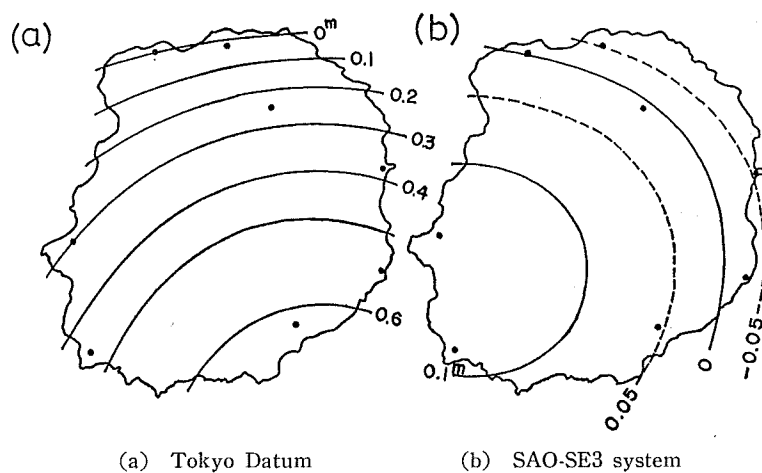 (a)
0ᵐ
0.1
0.2
0.3
0.4
0.6
(b)
0.1ᵐ
0.05
0
-0.05
(a) Tokyo Datum
(b) SAO-SE3 system